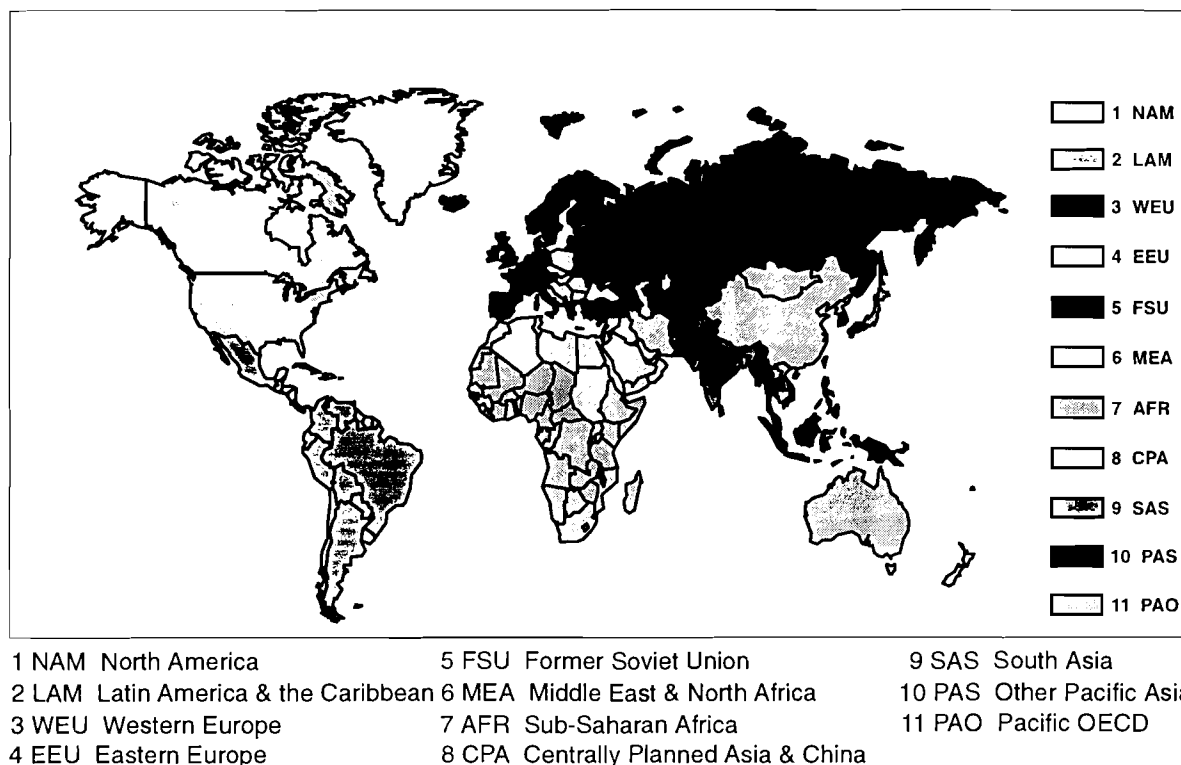 1 NAM
2 LAM
3 WEU
4 EEU
5 FSU
6 MEA
7 AFR
8 CPA
9 SAS
10 PAS
11 PAO
1 NAM North America
2 LAM Latin America & the Caribbean
3 WEU Western Europe
4 EEU Eastern Europe
5 FSU Former Soviet Union
6 MEA Middle East & North Africa
7 AFR Sub-Saharan Africa
8 CPA Centrally Planned Asia & China
9 SAS South Asia
10 PAS Other Pacific Asia
11 PAO Pacific OECD